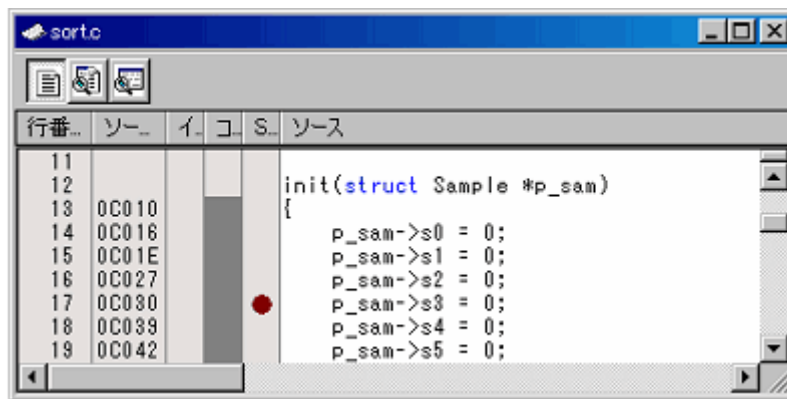 sort.c
行番... ソー... イ.. コ.. S.. ソース
11
12 init(struct Sample *p_sam)
13 0C010 {
14 0C016 p_sam->s0 = 0;
15 0C01E p_sam->s1 = 0;
16 0C027 p_sam->s2 = 0;
17 0C030 p_sam->s3 = 0;
18 0C039 p_sam->s4 = 0;
19 0C042 p_sam->s5 = 0;